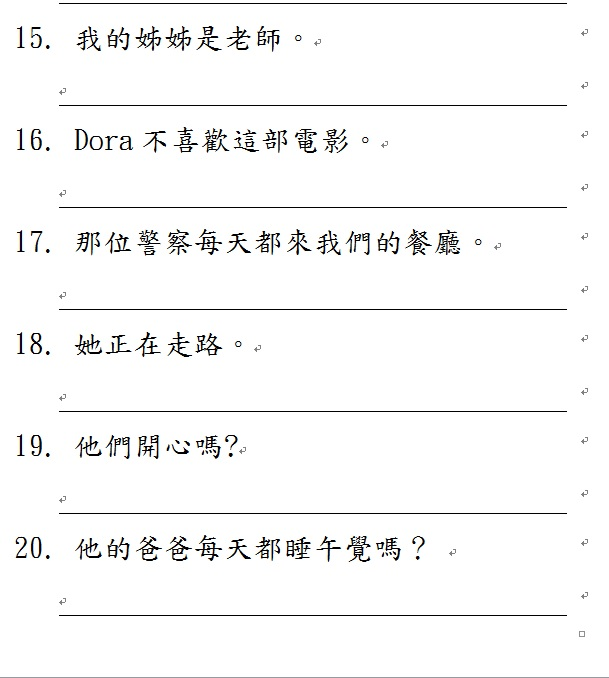 15. 我的姊姊是老師。
16. Dora 不喜歡這部電影。
17. 那位警察每天都來我們的餐廳。
18. 她正在走路。
19. 他們開心嗎?
20. 他的爸爸每天都睡午覺嗎？